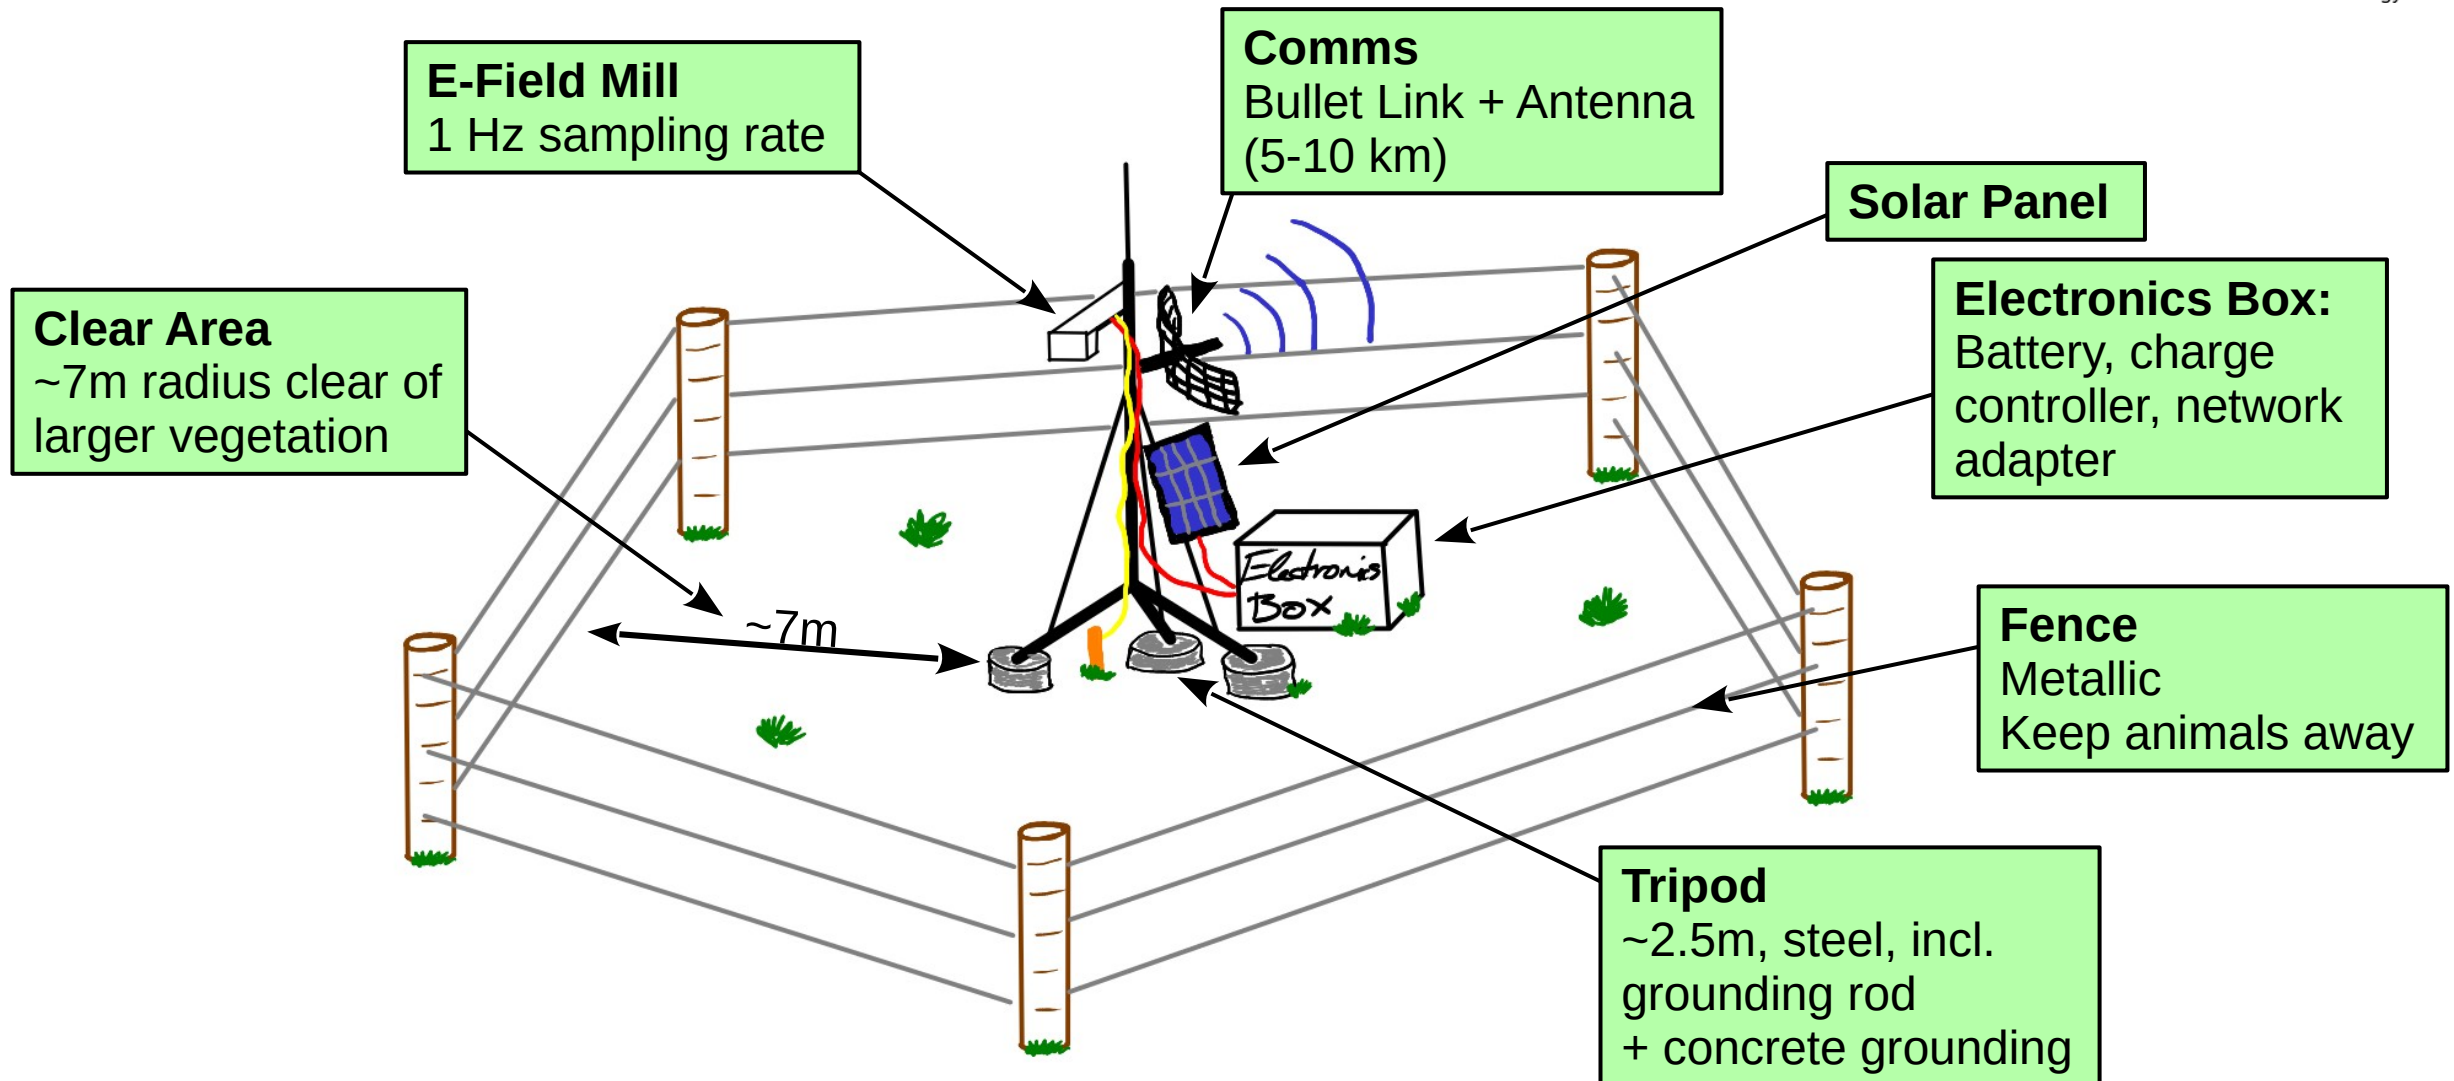 E-Field Mill
1 Hz sampling rate
Comms
Bullet Link + Antenna
(5-10 km)
Solar Panel
Clear Area
~7m radius clear of
larger vegetation
Electronics Box:
Battery, charge
controller, network
adapter
Electronics
Box
~7m
Fence
Metallic
Keep animals away
Tripod
~2.5m, steel, incl.
grounding rod
+ concrete grounding